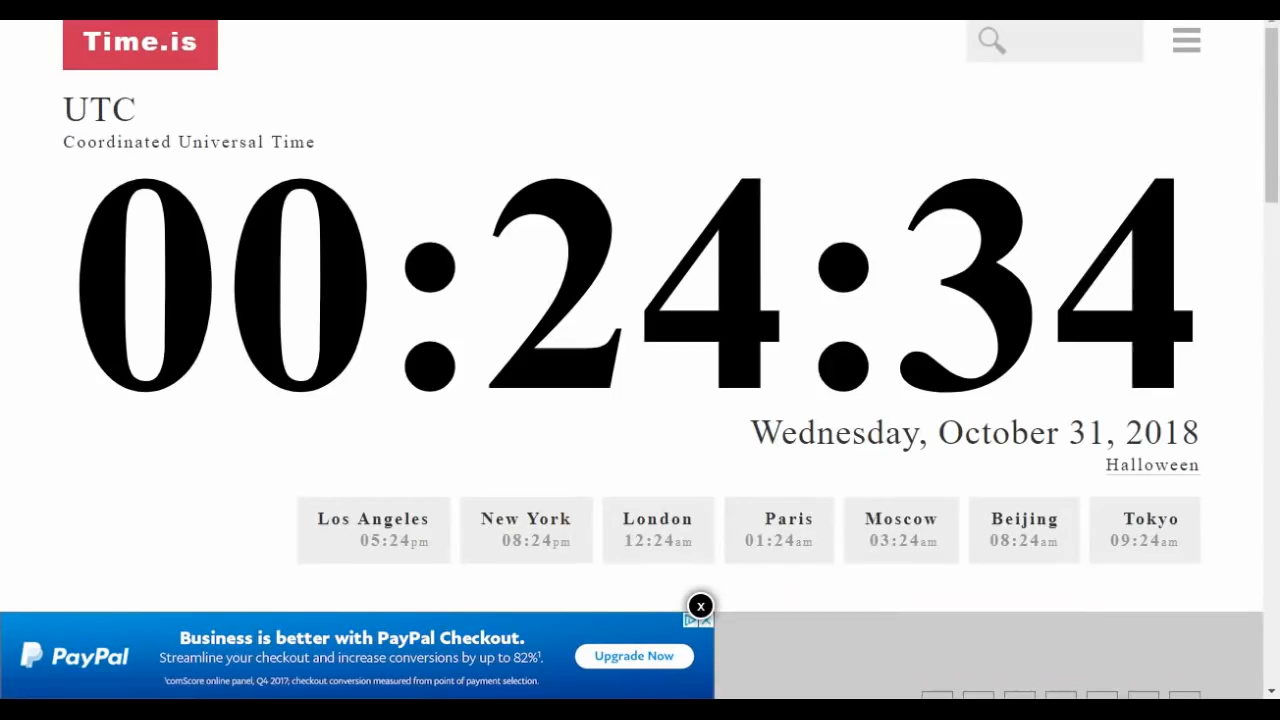 Time.is
UTC
Coordinated Universal Time
00:24:34
Wednesday, October 31, 2018
Halloween
Los Angeles New York London Paris Moscow Beijing Tokyo
05:24pm 08:24pm 12:24am 01:24am 03:24am 08:24am 09:24am
x
Business is better with PayPal Checkout.
PayPal Streamline your checkout and increase conversions by up to 82%¹. Upgrade Now
¹comScore online panel, Q4 2017; checkout conversion measured from point of payment selection.